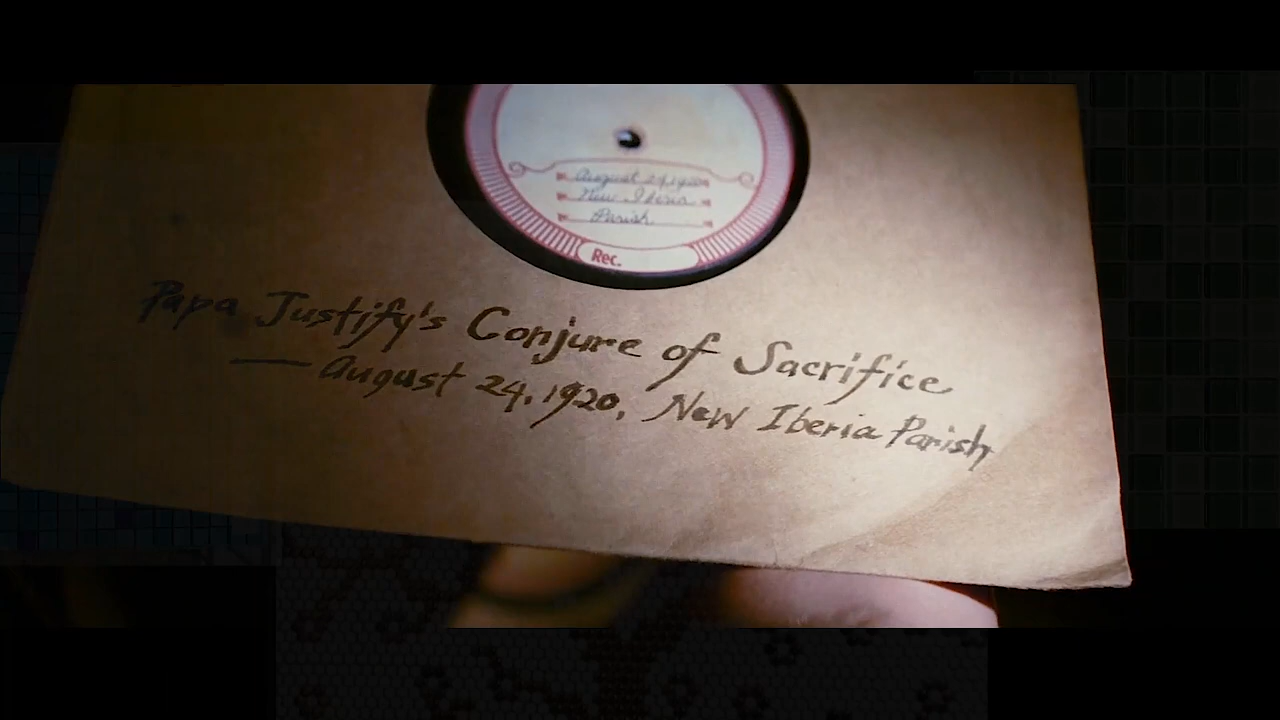 August 24, 1920
New Iberia
Parish
Rec.
Papa Justify's Conjure of Sacrifice
— August 24, 1920, New Iberia Parish